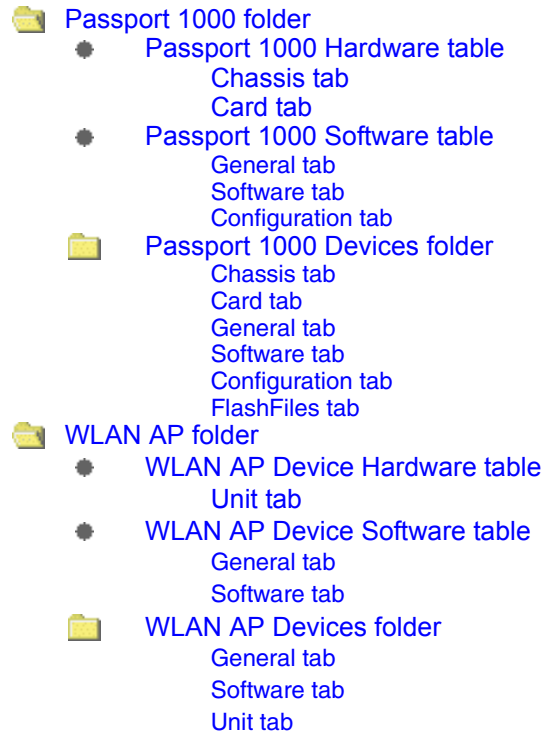 Passport 1000 folder
Passport 1000 Hardware table
Chassis tab
Card tab
Passport 1000 Software table
General tab
Software tab
Configuration tab
Passport 1000 Devices folder
Chassis tab
Card tab
General tab
Software tab
Configuration tab
FlashFiles tab
WLAN AP folder
WLAN AP Device Hardware table
Unit tab
WLAN AP Device Software table
General tab
Software tab
WLAN AP Devices folder
General tab
Software tab
Unit tab